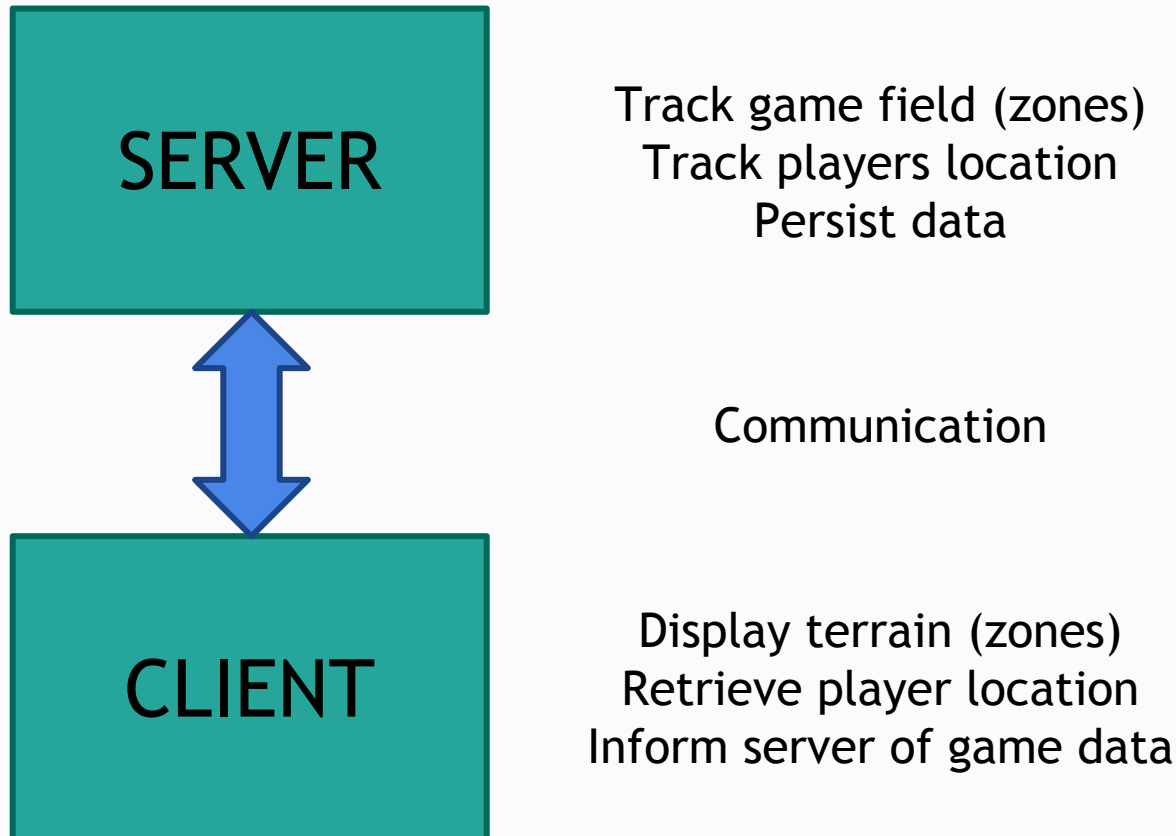 SERVER
Track game field (zones)
Track players location
Persist data
Communication
CLIENT
Display terrain (zones)
Retrieve player location
Inform server of game data